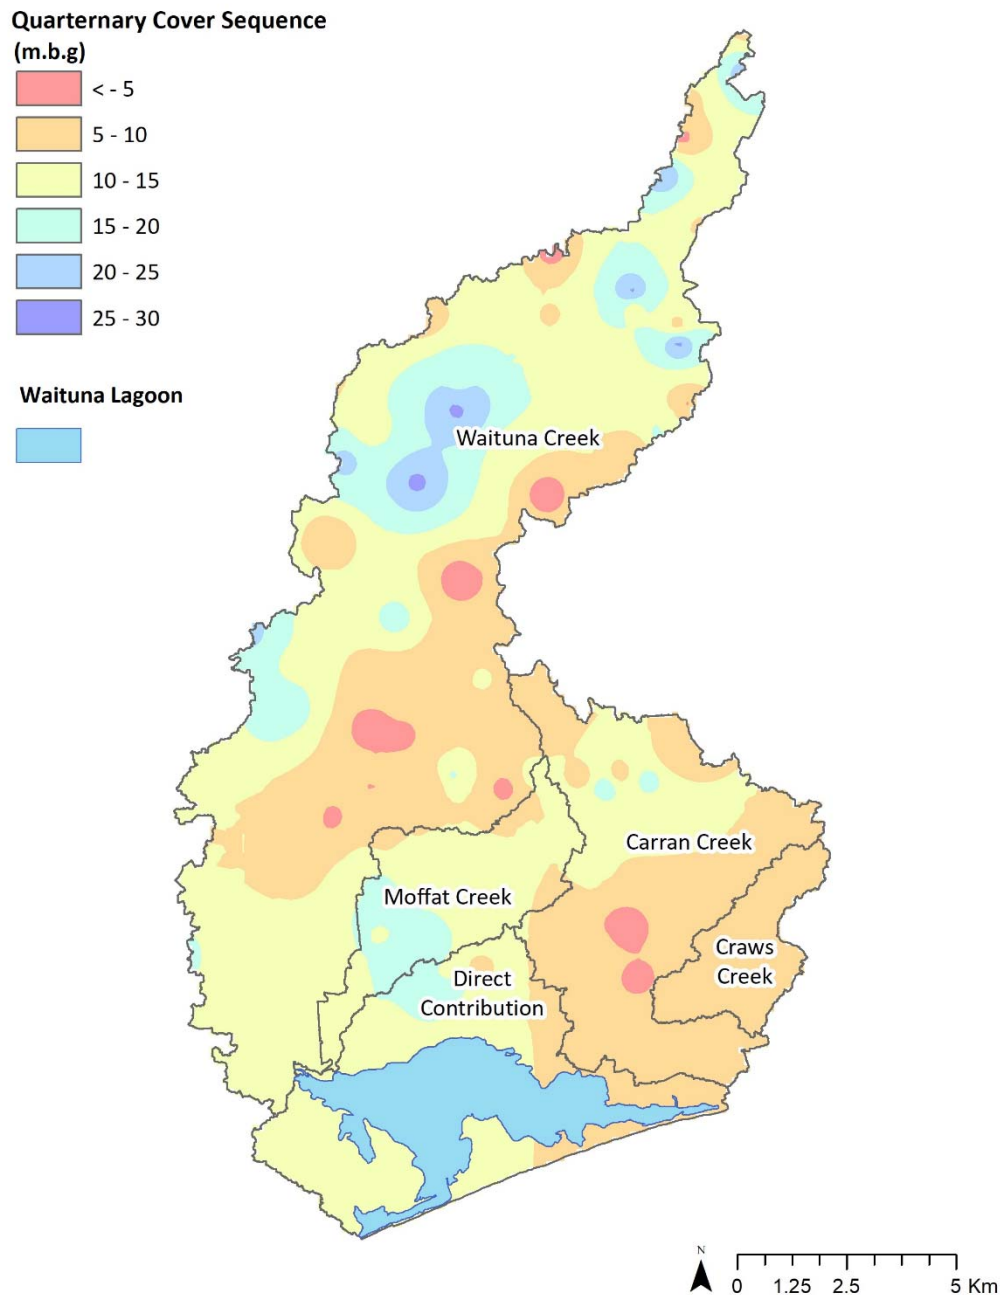 Quarternary Cover Sequence
(m.b.g)
< - 5
5 - 10
10 - 15
15 - 20
20 - 25
25 - 30
Waituna Lagoon
Waituna Creek
Carran Creek
Moffat Creek
Craws
Creek
Direct
Contribution
N
0 1.25 2.5 5 Km